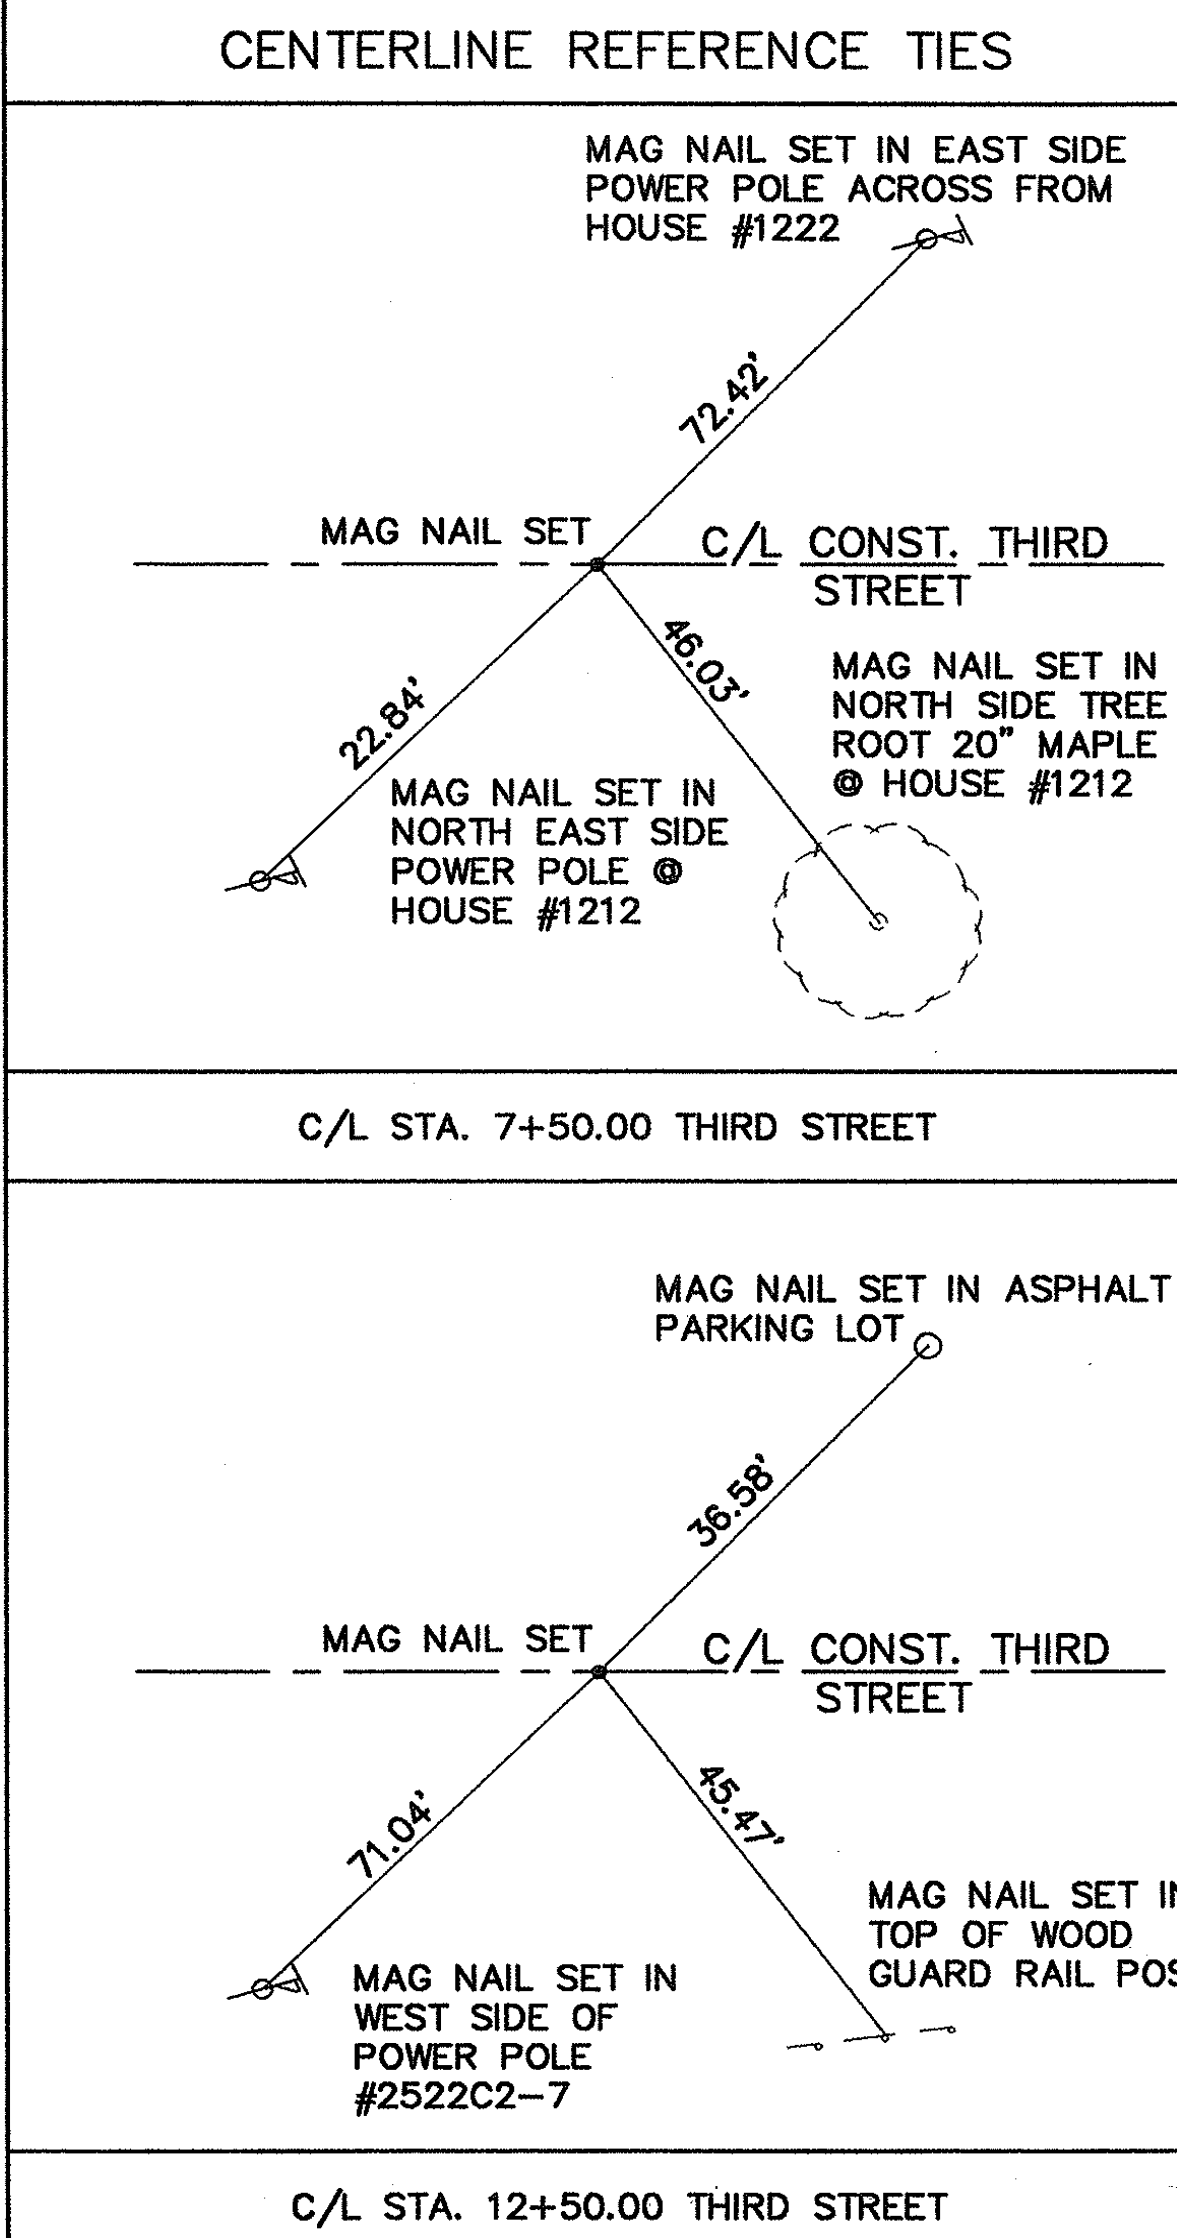 CENTERLINE REFERENCE TIES
MAG NAIL SET IN EAST SIDE
POWER POLE ACROSS FROM
HOUSE #1222
72.42'
MAG NAIL SET
C/L CONST. THIRD
STREET
46.03'
22.84'
MAG NAIL SET IN
NORTH SIDE TREE
ROOT 20" MAPLE
@ HOUSE #1212
MAG NAIL SET IN
NORTH EAST SIDE
POWER POLE @
HOUSE #1212
C/L STA. 7+50.00 THIRD STREET
MAG NAIL SET IN ASPHALT
PARKING LOT
36.58'
MAG NAIL SET
C/L CONST. THIRD
STREET
45.47'
71.04'
MAG NAIL SET IN
TOP OF WOOD
GUARD RAIL POS
MAG NAIL SET IN
WEST SIDE OF
POWER POLE
#2522C2-7
C/L STA. 12+50.00 THIRD STREET